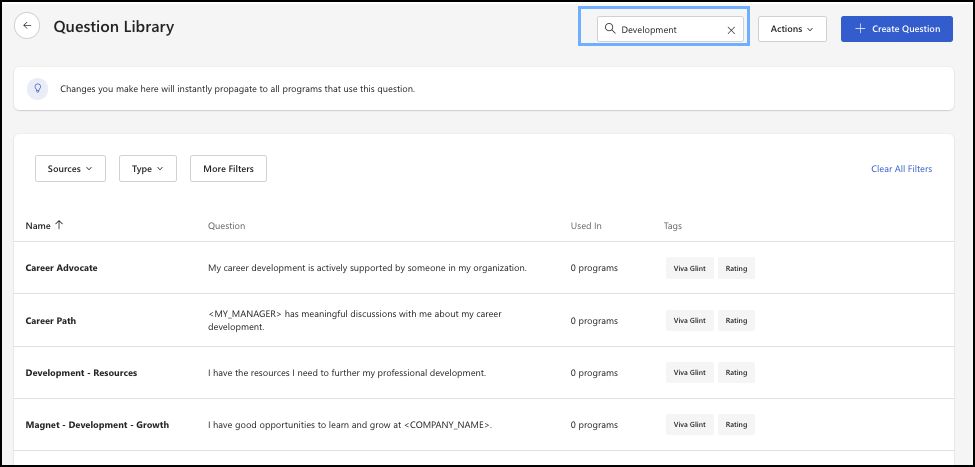 Question Library
Development
Actions
Create Question
Changes you make here will instantly propagate to all programs that use this question.
Sources
Type
More Filters
Clear All Filters
Name
Question
Used In
Tags
Career Advocate
My career development is actively supported by someone in my organization.
0 programs
Viva Glint
Rating
Career Path
<MY_MANAGER> has meaningful discussions with me about my career
development.
0 programs
Viva Glint
Rating
Development - Resources
I have the resources I need to further my professional development.
0 programs
Viva Glint
Rating
Magnet - Development - Growth
I have good opportunities to learn and grow at <COMPANY_NAME>.
0 programs
Viva Glint
Rating